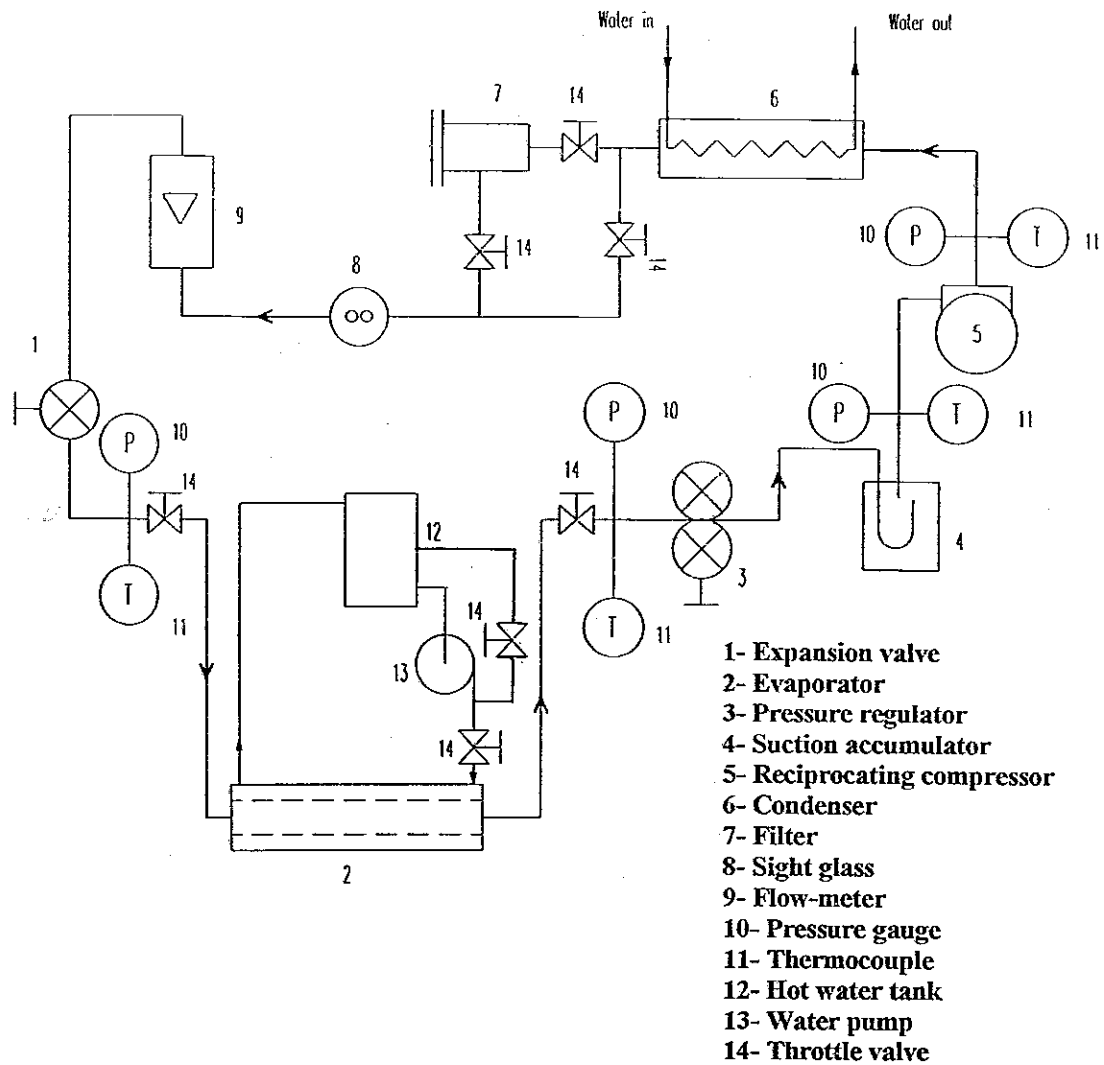 Woter in
Woter out
7
14
6
9
8
14
14
10
P
T
11
5
1
10
P
T
11
10
P
14
P
10
14
12
3
4
T
11
14
13
T
11
14
2
1- Expansion valve
2- Evaporator
3- Pressure regulator
4- Suction accumulator
5- Reciprocating compressor
6- Condenser
7- Filter
8- Sight glass
9- Flow-meter
10- Pressure gauge
11- Thermocouple
12- Hot water tank
13- Water pump
14- Throttle valve